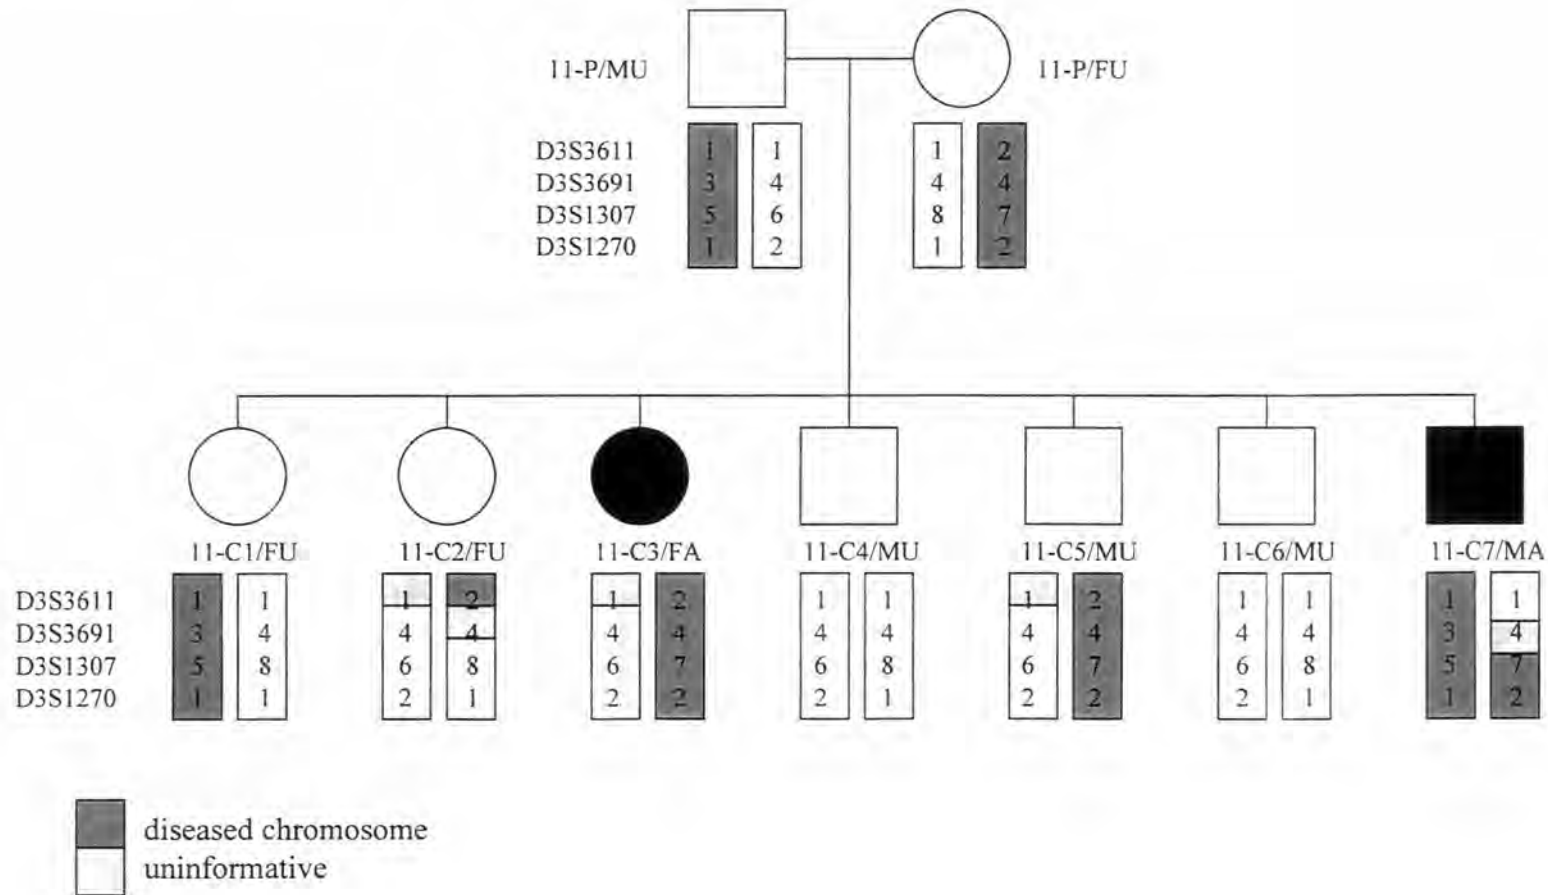 11-P/MU 11-P/FU
D3S3611 1 1 1 2
D3S3691 3 4 4 4
D3S1307 5 6 8 7
D3S1270 1 2 1 2
11-C1/FU 11-C2/FU 11-C3/FA 11-C4/MU 11-C5/MU 11-C6/MU 11-C7/MA
D3S3611 1 1 1 2 1 2 1 1 1 2 1 1 1 1
D3S3691 3 4 4 4 4 4 4 4 4 4 4 4 3 4
D3S1307 5 8 6 8 6 7 6 8 6 7 6 8 5 7
D3S1270 1 1 2 1 2 2 2 1 2 2 2 1 1 2
diseased chromosome
uninformative